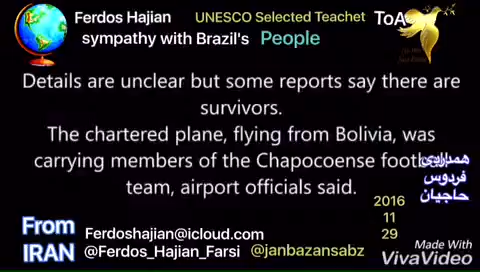 Ferdos Hajian UNESCO Selected Teachet ToA
sympathy with Brazil's People
Details are unclear but some reports say there are
survivors.
The chartered plane, flying from Bolivia, was
carrying members of the Chapocoense football
team, airport officials said.
همدردی
فردوس
حاجیان
2016
11
29
From
IRAN
Ferdoshajian@icloud.com
@Ferdos_Hajian_Farsi @janbazansabz
Made With
VivaVideo